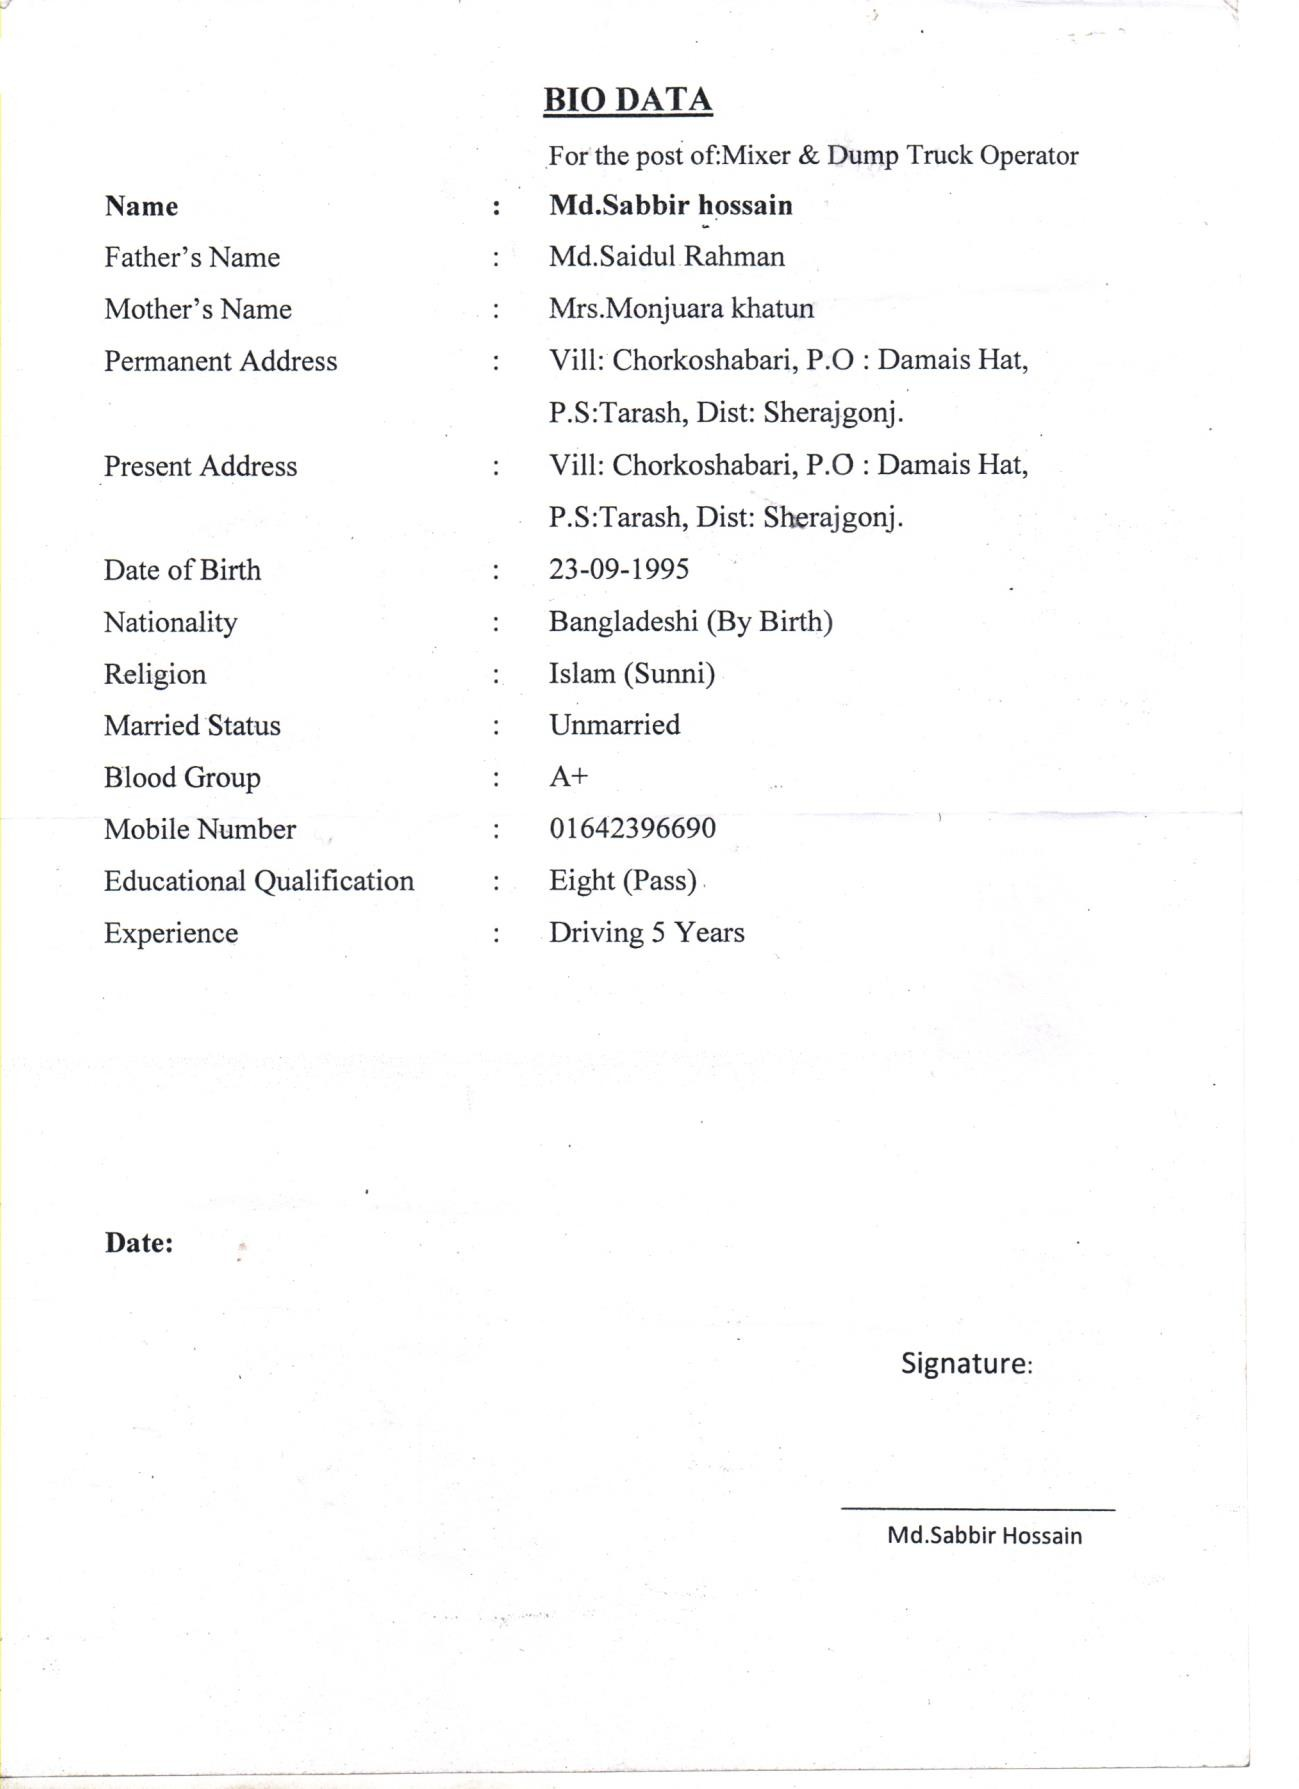 BIO DATA
For the post of:Mixer & Dump Truck Operator
Name : Md.Sabbir hossain
Father's Name : Md.Saidul Rahman
Mother's Name : Mrs.Monjuara khatun
Permanent Address : Vill: Chorkoshabari, P.O : Damais Hat,
P.S:Tarash, Dist: Sherajgonj.
Present Address : Vill: Chorkoshabari, P.O : Damais Hat,
P.S:Tarash, Dist: Sherajgonj.
Date of Birth : 23-09-1995
Nationality : Bangladeshi (By Birth)
Religion : Islam (Sunni)
Married Status : Unmarried
Blood Group : A+
Mobile Number : 01642396690
Educational Qualification : Eight (Pass)
Experience : Driving 5 Years
Date:
Signature:
Md.Sabbir Hossain